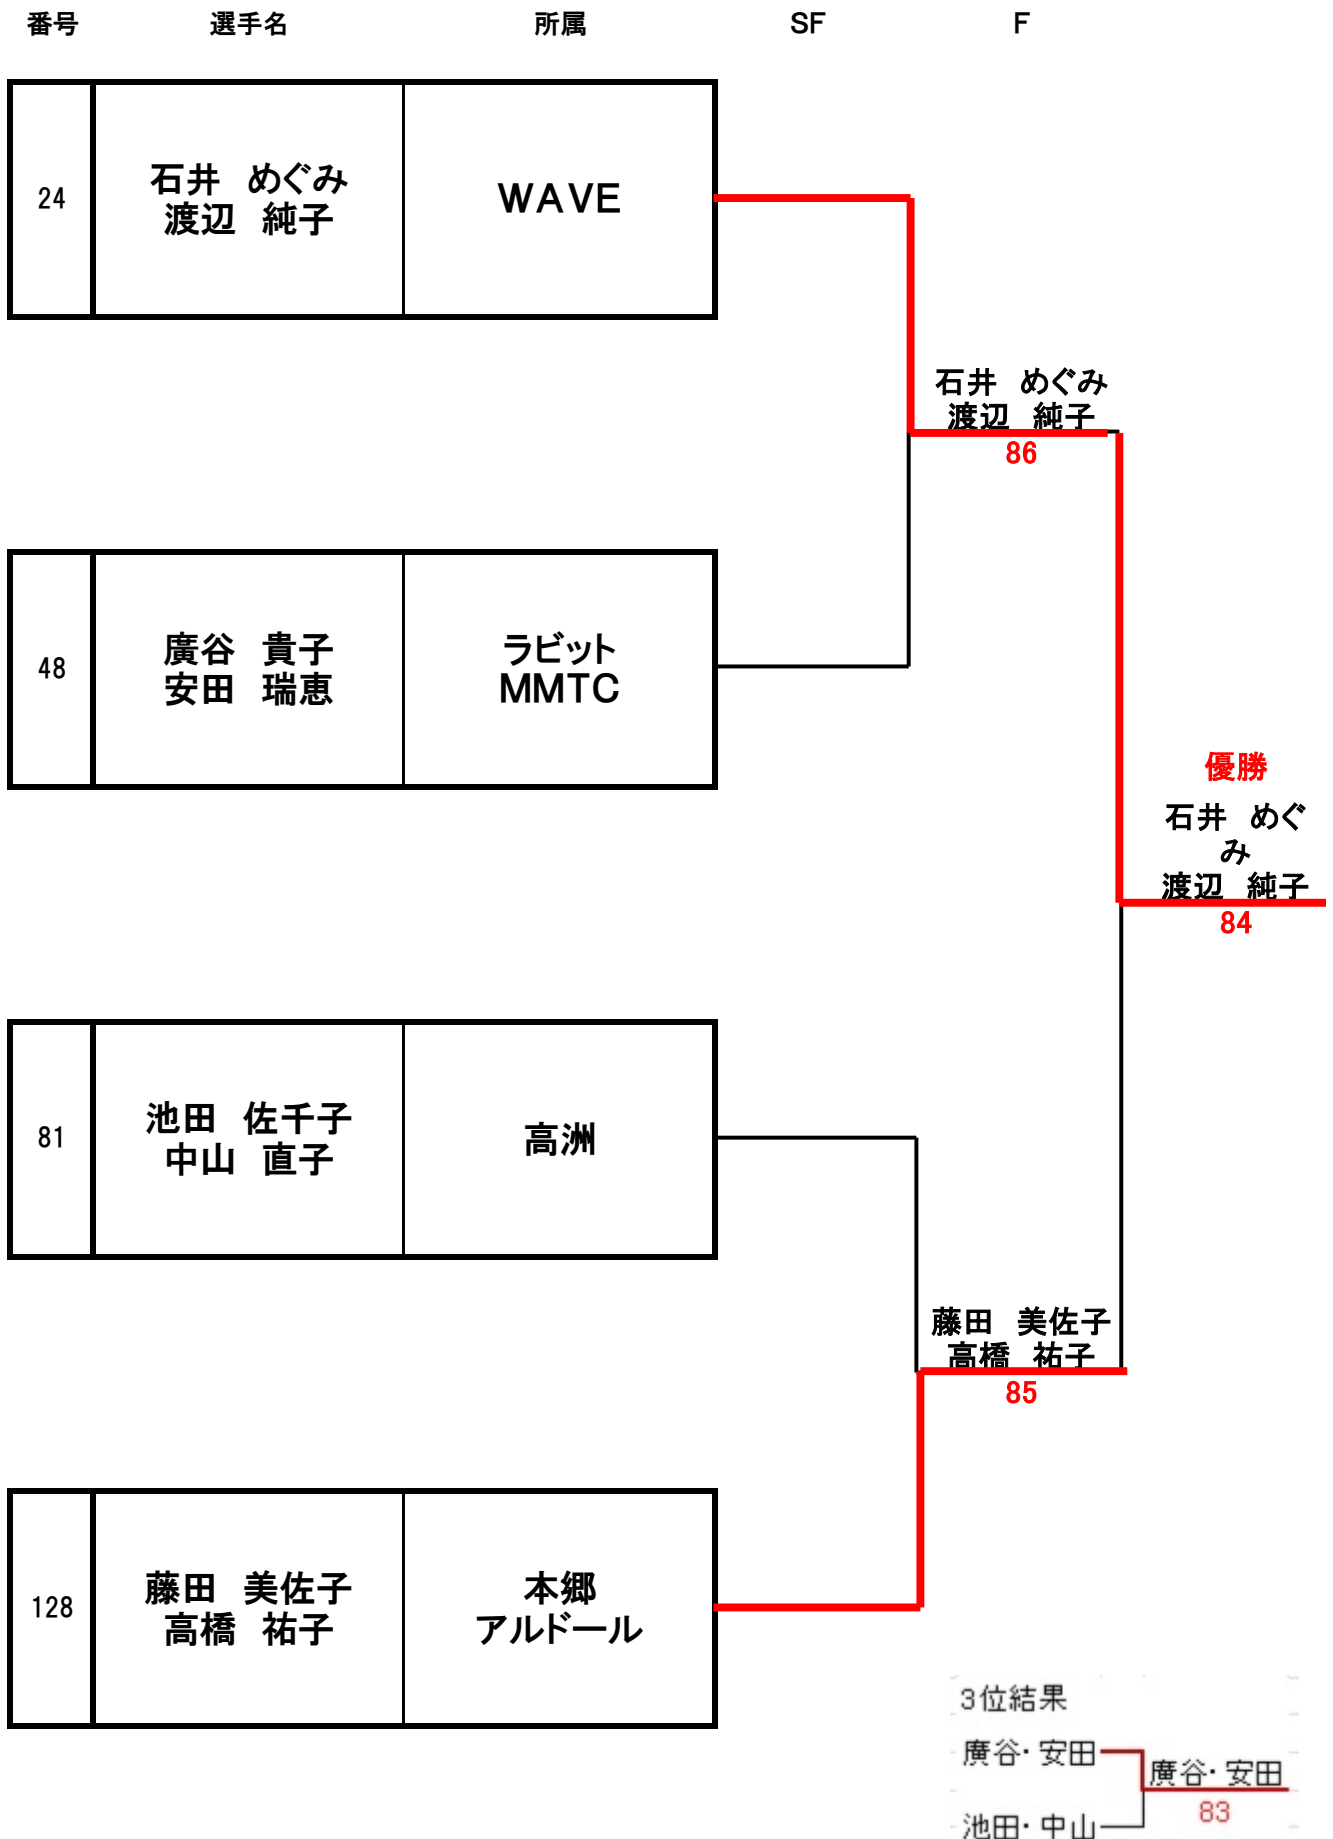 番号 選手名 所属 SF F
24
石井 めぐみ
渡辺 純子
WAVE
石井 めぐみ
渡辺 純子
86
48
廣谷 貴子
安田 瑞恵
ラビット
MMTC
優勝
石井 めぐ
み
渡辺 純子
84
81
池田 佐千子
中山 直子
高洲
藤田 美佐子
高橋 祐子
85
128
藤田 美佐子
高橋 祐子
本郷
アルドール
3位結果
廣谷・安田
廣谷・安田
83
池田・中山